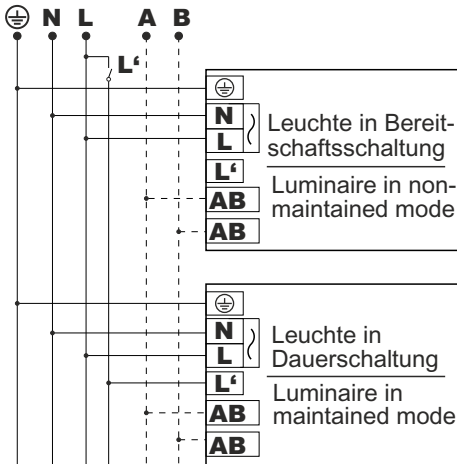 N L A B
L‘
N
L
L‘
AB
AB
Leuchte in Bereit-
schaftsschaltung
Luminaire in non-
maintained mode
N
L
L‘
AB
AB
Leuchte in
Dauerschaltung
Luminaire in
maintained mode